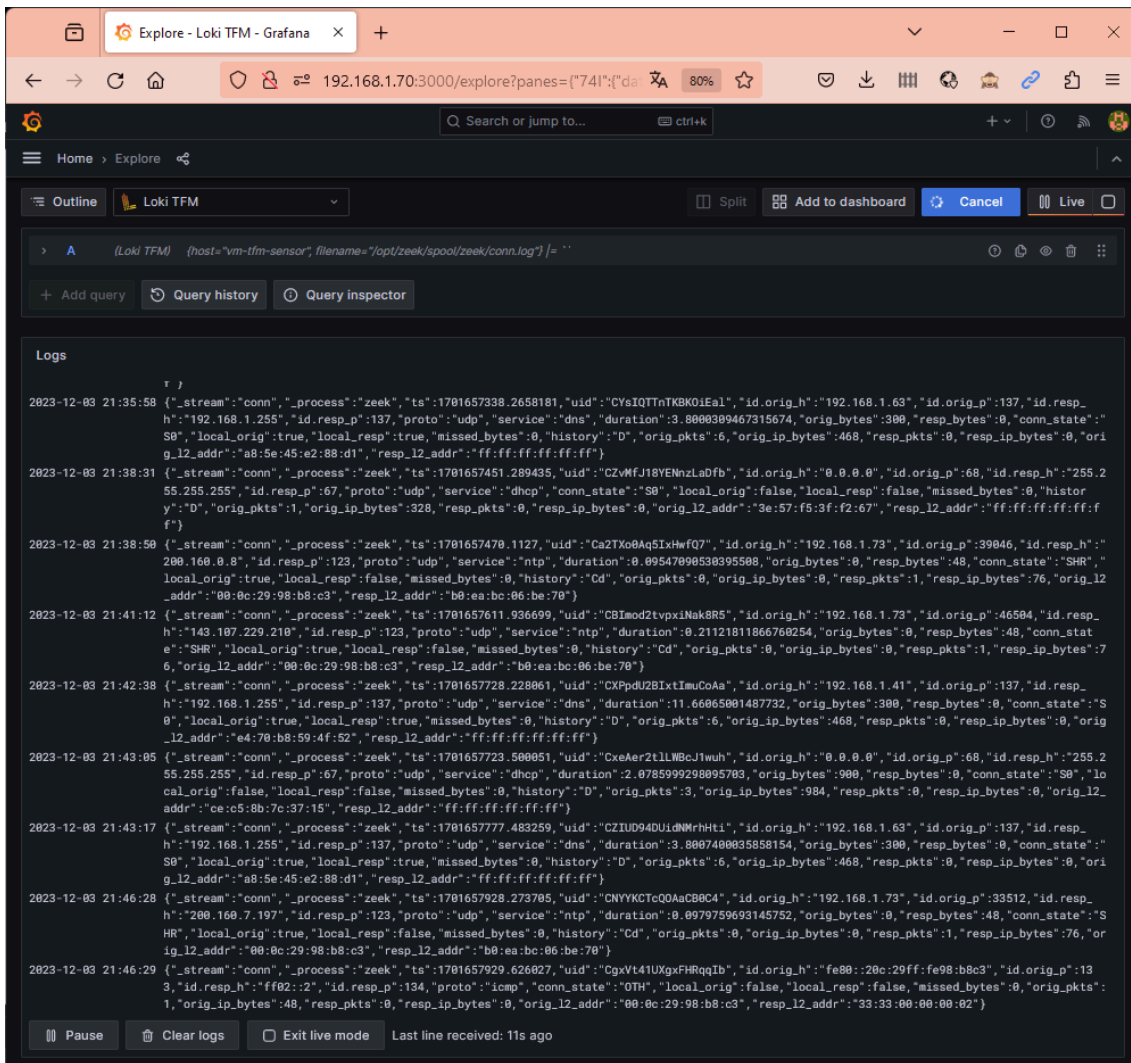 Explore - Loki TFM - Grafana
192.168.1.70:3000/explore?panes={"74l":{"da
80%
Search or jump to...
ctrl+k
Home › Explore
Outline
Loki TFM
Split
Add to dashboard
Cancel
Live
A (Loki TFM) {host="vm-tfm-sensor", filename="/opt/zeek/spool/zeek/conn.log"} |= ``
+ Add query
Query history
Query inspector
Logs
2023-12-03 21:35:58 {"_stream":"conn","_process":"zeek","ts":1701657338.2658181,"uid":"CYsIQTTnTKBKOiEal","id.orig_h":"192.168.1.63","id.orig_p":137,"id.resp_
h":"192.168.1.255","id.resp_p":137,"proto":"udp","service":"dns","duration":3.8000309467315674,"orig_bytes":300,"resp_bytes":0,"conn_state":"
S0","local_orig":true,"local_resp":true,"missed_bytes":0,"history":"D","orig_pkts":6,"orig_ip_bytes":468,"resp_pkts":0,"resp_ip_bytes":0,"ori
g_l2_addr":"a8:5e:45:e2:88:d1","resp_l2_addr":"ff:ff:ff:ff:ff:ff"}
2023-12-03 21:38:31 {"_stream":"conn","_process":"zeek","ts":1701657451.289435,"uid":"CZvMfJ18YENnzLaDfb","id.orig_h":"0.0.0.0","id.orig_p":68,"id.resp_h":"255.2
55.255.255","id.resp_p":67,"proto":"udp","service":"dhcp","conn_state":"S0","local_orig":false,"local_resp":false,"missed_bytes":0,"histor
y":"D","orig_pkts":1,"orig_ip_bytes":328,"resp_pkts":0,"resp_ip_bytes":0,"orig_l2_addr":"3e:57:f5:3f:f2:67","resp_l2_addr":"ff:ff:ff:ff:ff:f
f"}
2023-12-03 21:38:50 {"_stream":"conn","_process":"zeek","ts":1701657470.1127,"uid":"Ca2TXo0Aq5IxHwfQ7","id.orig_h":"192.168.1.73","id.orig_p":39046,"id.resp_h":"
200.160.0.8","id.resp_p":123,"proto":"udp","service":"ntp","duration":0.09547090530395508,"orig_bytes":0,"resp_bytes":48,"conn_state":"SHR","
local_orig":true,"local_resp":false,"missed_bytes":0,"history":"Cd","orig_pkts":0,"orig_ip_bytes":0,"resp_pkts":1,"resp_ip_bytes":76,"orig_l2
_addr":"00:0c:29:98:b8:c3","resp_l2_addr":"b0:ea:bc:06:be:70"}
2023-12-03 21:41:12 {"_stream":"conn","_process":"zeek","ts":1701657611.936699,"uid":"CBImod2tvpxiNak8R5","id.orig_h":"192.168.1.73","id.orig_p":46504,"id.resp_
h":"143.107.229.210","id.resp_p":123,"proto":"udp","service":"ntp","duration":0.21121811866760254,"orig_bytes":0,"resp_bytes":48,"conn_stat
e":"SHR","local_orig":true,"local_resp":false,"missed_bytes":0,"history":"Cd","orig_pkts":0,"orig_ip_bytes":0,"resp_pkts":1,"resp_ip_bytes":7
6,"orig_l2_addr":"00:0c:29:98:b8:c3","resp_l2_addr":"b0:ea:bc:06:be:70"}
2023-12-03 21:42:38 {"_stream":"conn","_process":"zeek","ts":1701657728.228061,"uid":"CXPpdU2BIxtImuCoAa","id.orig_h":"192.168.1.41","id.orig_p":137,"id.resp_
h":"192.168.1.255","id.resp_p":137,"proto":"udp","service":"dns","duration":11.66065001487732,"orig_bytes":300,"resp_bytes":0,"conn_state":"S
0","local_orig":true,"local_resp":true,"missed_bytes":0,"history":"D","orig_pkts":6,"orig_ip_bytes":468,"resp_pkts":0,"resp_ip_bytes":0,"orig
_l2_addr":"e4:70:b8:59:4f:52","resp_l2_addr":"ff:ff:ff:ff:ff:ff"}
2023-12-03 21:43:05 {"_stream":"conn","_process":"zeek","ts":1701657723.500051,"uid":"CxeAer2tlLWBcJ1wuh","id.orig_h":"0.0.0.0","id.orig_p":68,"id.resp_h":"255.2
55.255.255","id.resp_p":67,"proto":"udp","service":"dhcp","duration":2.0785999298095703,"orig_bytes":900,"resp_bytes":0,"conn_state":"S0","lo
cal_orig":false,"local_resp":false,"missed_bytes":0,"history":"D","orig_pkts":3,"orig_ip_bytes":984,"resp_pkts":0,"resp_ip_bytes":0,"orig_l2_
addr":"ce:c5:8b:7c:37:15","resp_l2_addr":"ff:ff:ff:ff:ff:ff"}
2023-12-03 21:43:17 {"_stream":"conn","_process":"zeek","ts":1701657777.483259,"uid":"CZIUD94DUidNMrhHti","id.orig_h":"192.168.1.63","id.orig_p":137,"id.resp_
h":"192.168.1.255","id.resp_p":137,"proto":"udp","service":"dns","duration":3.8007400035858154,"orig_bytes":300,"resp_bytes":0,"conn_state":"
S0","local_orig":true,"local_resp":true,"missed_bytes":0,"history":"D","orig_pkts":6,"orig_ip_bytes":468,"resp_pkts":0,"resp_ip_bytes":0,"ori
g_l2_addr":"a8:5e:45:e2:88:d1","resp_l2_addr":"ff:ff:ff:ff:ff:ff"}
2023-12-03 21:46:28 {"_stream":"conn","_process":"zeek","ts":1701657928.273705,"uid":"CNYYKCTcQOAaCB0C4","id.orig_h":"192.168.1.73","id.orig_p":33512,"id.resp_
h":"200.160.7.197","id.resp_p":123,"proto":"udp","service":"ntp","duration":0.0979759693145752,"orig_bytes":0,"resp_bytes":48,"conn_state":"S
HR","local_orig":true,"local_resp":false,"missed_bytes":0,"history":"Cd","orig_pkts":0,"orig_ip_bytes":0,"resp_pkts":1,"resp_ip_bytes":76,"or
ig_l2_addr":"00:0c:29:98:b8:c3","resp_l2_addr":"b0:ea:bc:06:be:70"}
2023-12-03 21:46:29 {"_stream":"conn","_process":"zeek","ts":1701657929.626027,"uid":"CgxVt41UXgxFHRqqIb","id.orig_h":"fe80::20c:29ff:fe98:b8c3","id.orig_p":13
3,"id.resp_h":"ff02::2","id.resp_p":134,"proto":"icmp","conn_state":"OTH","local_orig":false,"local_resp":false,"missed_bytes":0,"orig_pkts":
1,"orig_ip_bytes":48,"resp_pkts":0,"resp_ip_bytes":0,"orig_l2_addr":"00:0c:29:98:b8:c3","resp_l2_addr":"33:33:00:00:00:02"}
Pause
Clear logs
Exit live mode
Last line received: 11s ago